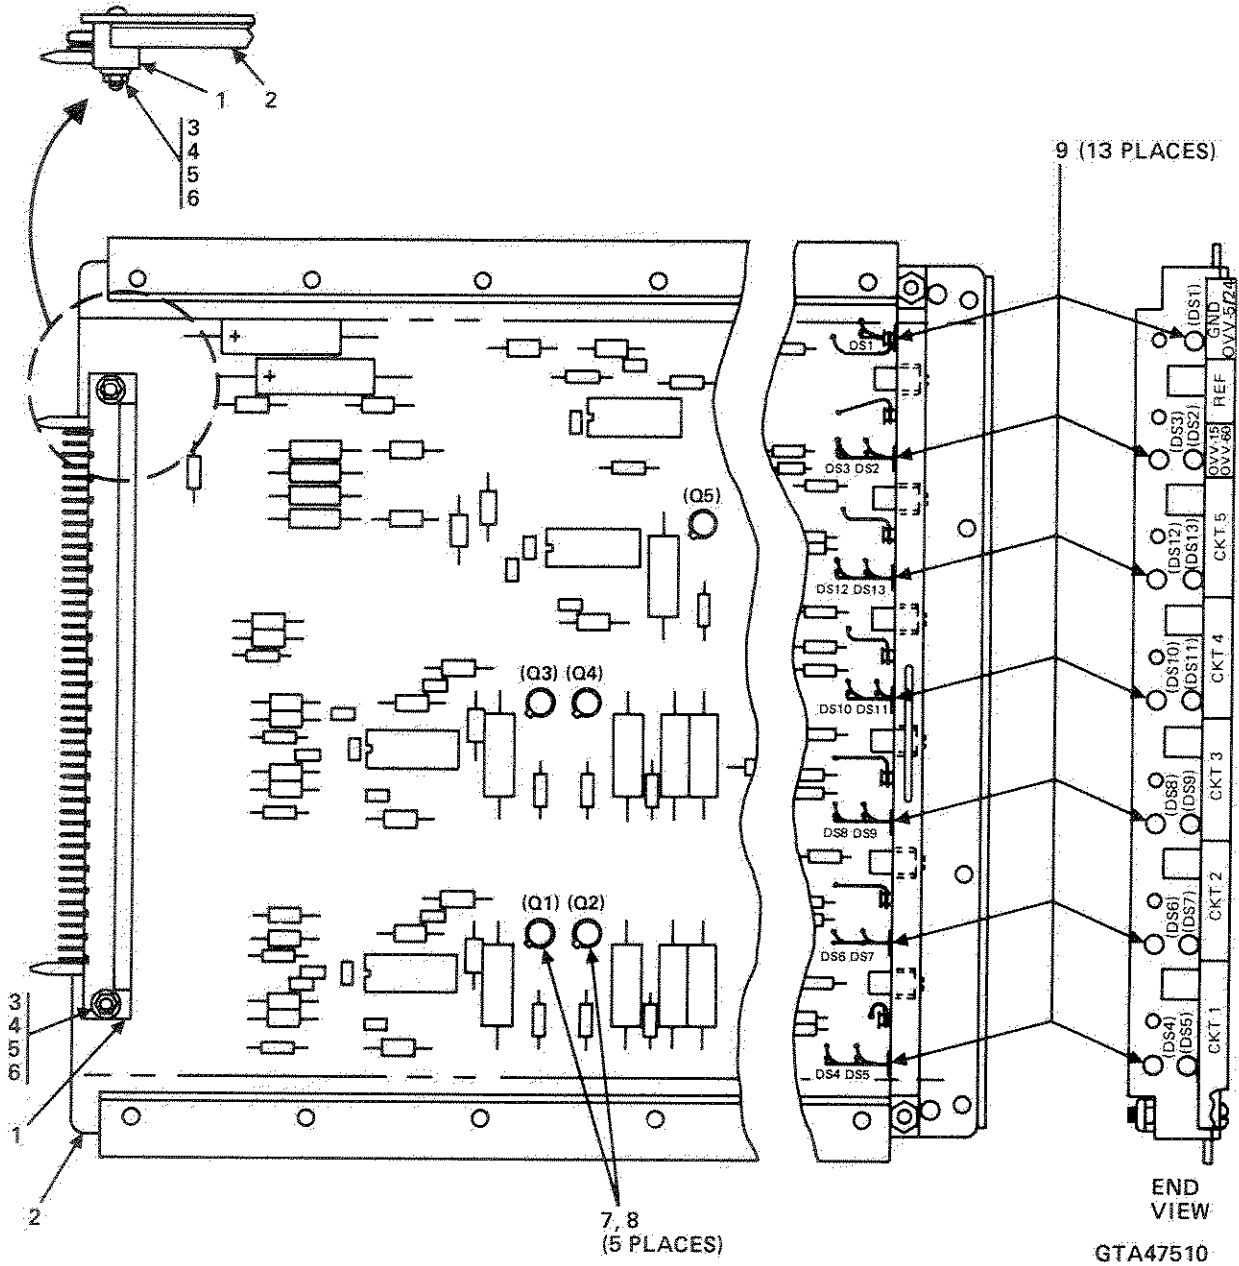 1 2
3
4
5
6
9 (13 PLACES)
DS1
DS3 DS2
(Q5)
DS12 DS13
(Q3) (Q4)
DS10 DS11
DS8 DS9
(Q1) (Q2)
DS6 DS7
DS4 DS5
3
4
5
6
1
2
7, 8
(5 PLACES)
(DS1)
GND
OVV-5/24
REF
(DS3)
(DS2)
OVV-15
OVV-60
(DS12)
(DS13)
CKT 5
(DS10)
(DS11)
CKT 4
(DS8)
(DS9)
CKT 3
(DS6)
(DS7)
CKT 2
(DS4)
(DS5)
CKT 1
END
VIEW
GTA47510